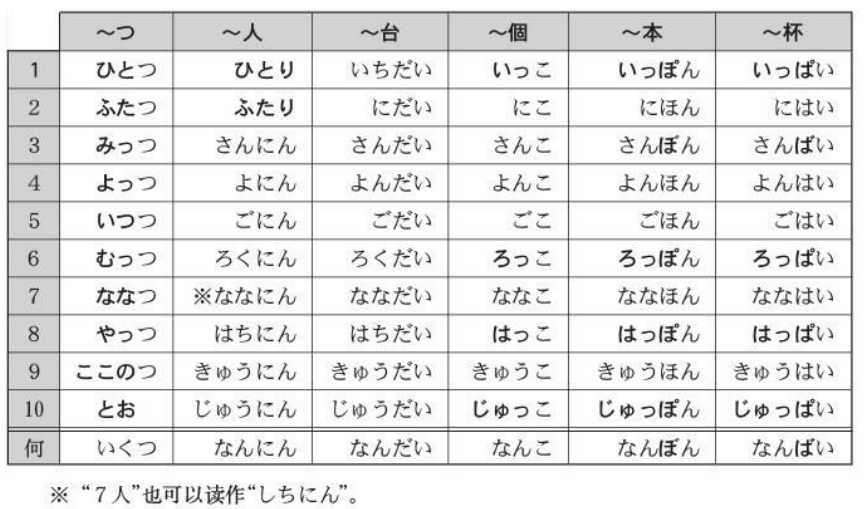 ～つ ～人 ～台 ～個 ～本 ～杯
1 ひとつ ひとり いちだい いっこ いっぽん いっぱい
2 ふたつ ふたり にだい にこ にほん にはい
3 みっつ さんにん さんだい さんこ さんぼん さんばい
4 よっつ よにん よんだい よんこ よんほん よんはい
5 いつつ ごにん ごだい ごこ ごほん ごはい
6 むっつ ろくにん ろくだい ろっこ ろっぽん ろっぱい
7 ななつ ※ななにん ななだい ななこ ななほん ななはい
8 やっつ はちにん はちだい はっこ はっぽん はっぱい
9 ここのつ きゅうにん きゅうだい きゅうこ きゅうほん きゅうはい
10 とお じゅうにん じゅうだい じゅっこ じゅっぽん じゅっぱい
何 いくつ なんにん なんだい なんこ なんぼん なんばい
※ “7人”也可以读作“しちにん”。